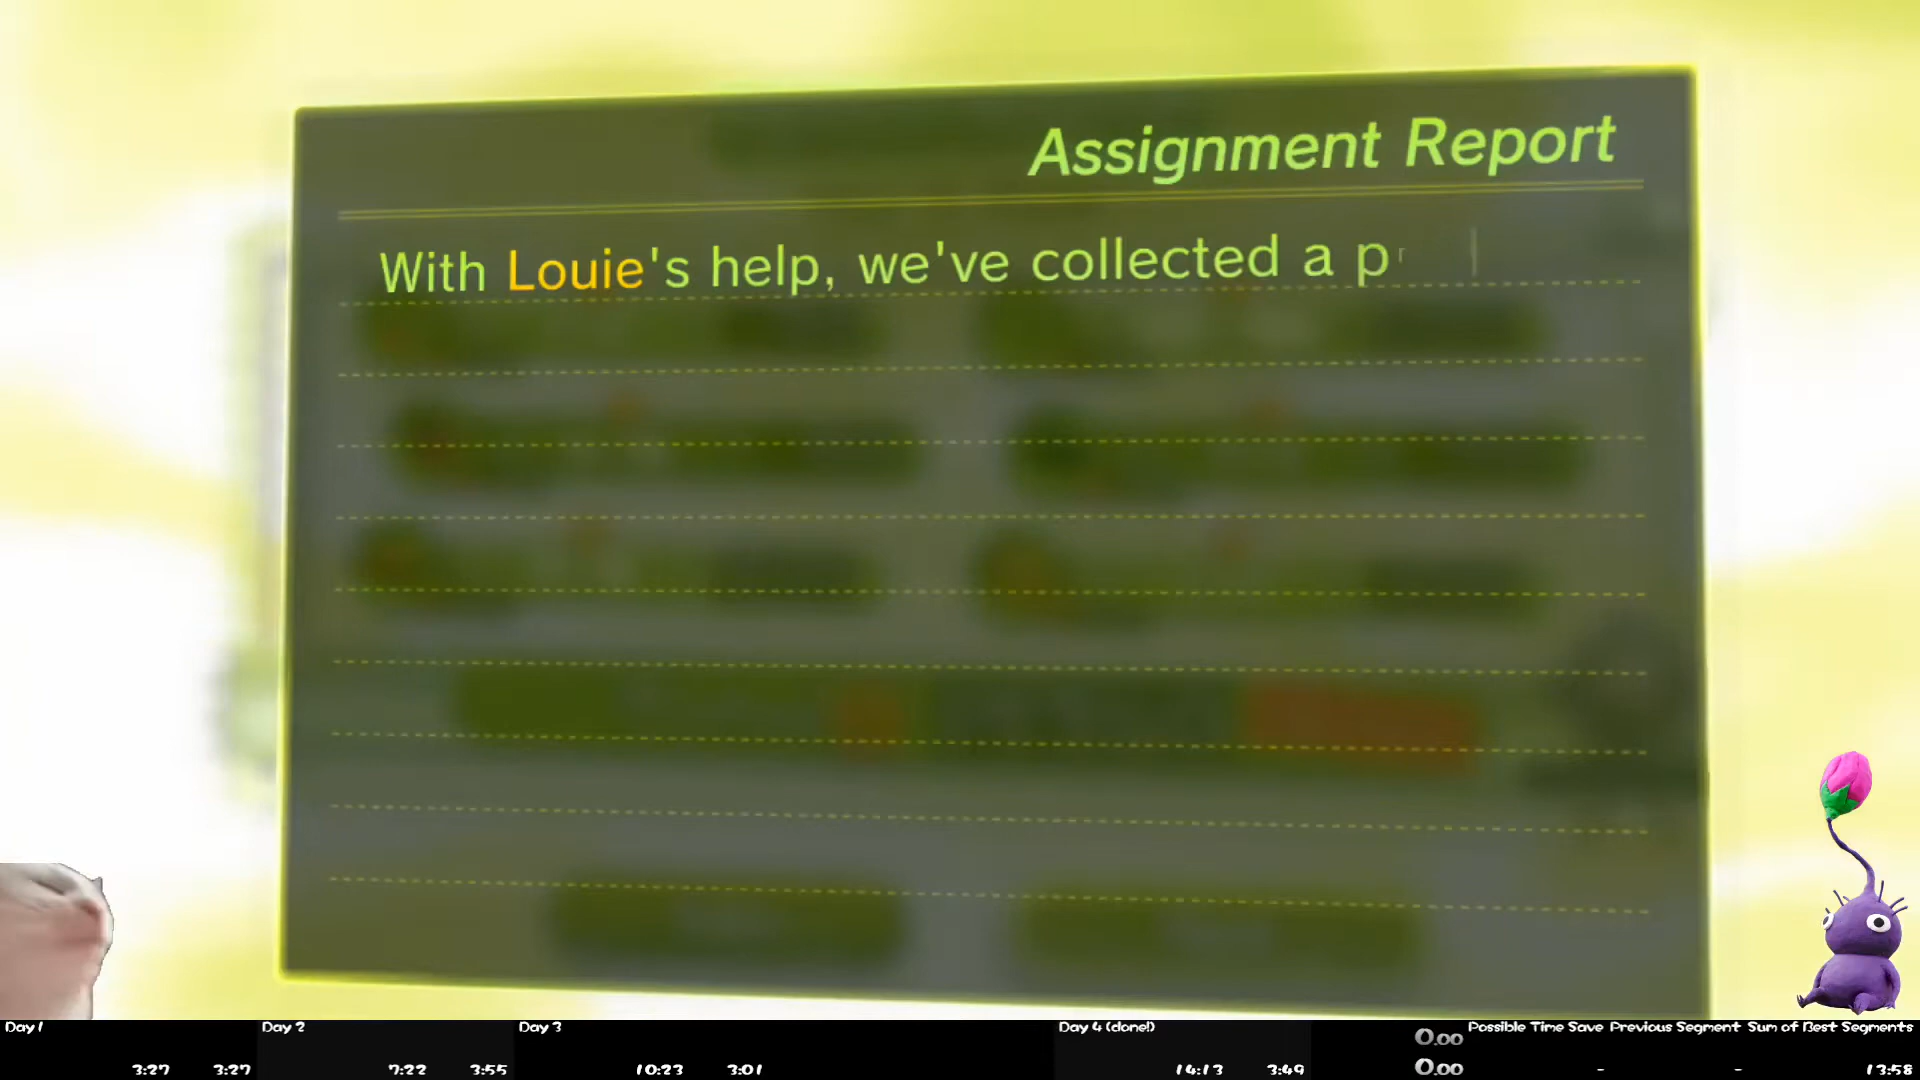 Assignment Report
With Louie's help, we've collected a p
Day 1
3:27 3:27
Day 2
7:22 3:55
Day 3
10:23 3:01
Day 4 (done!)
14:13 3:49
0.00
0.00
Possible Time Save
-
Previous Segment
-
Sum of Best Segments
13:58